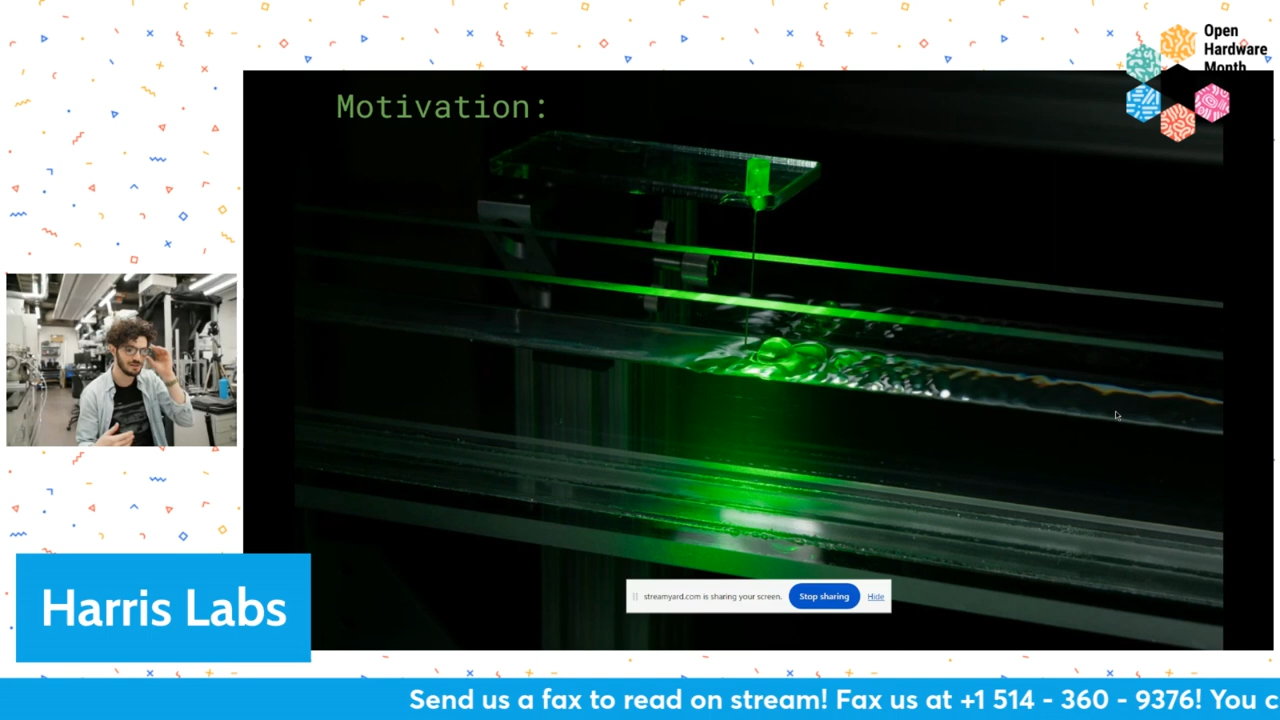 Open
Hardware
Month
Motivation:
streamyard.com is sharing your screen.
Stop sharing
Hide
Harris Labs
Send us a fax to read on stream! Fax us at +1 514 - 360 - 9376! You c